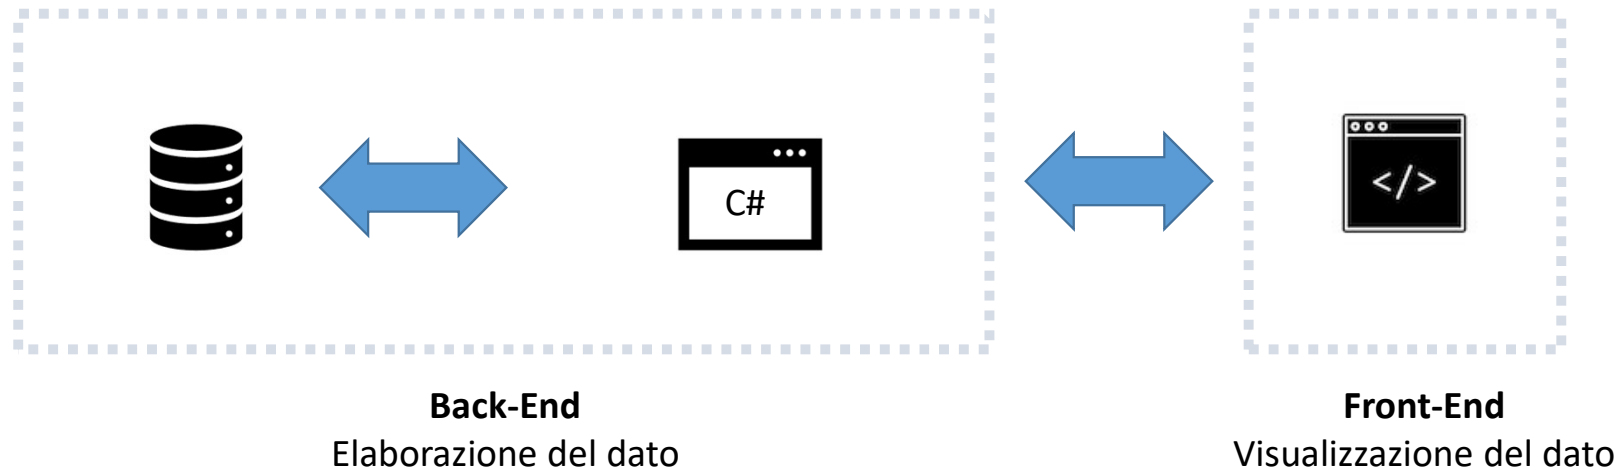 C#
</>
Back-End
Elaborazione del dato
Front-End
Visualizzazione del dato